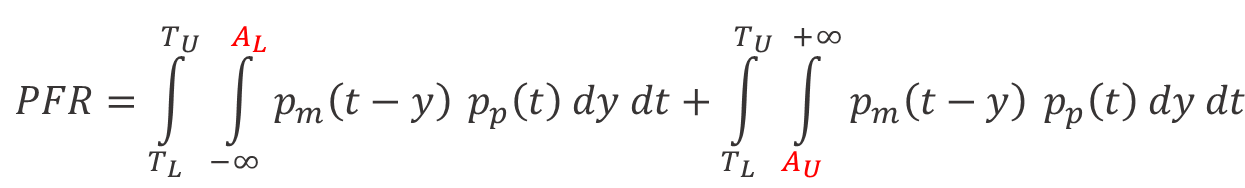 PFR = ∫_{T_L}^{T_U} ∫_{-∞}^{A_L} p_m(t − y) p_p(t) dy dt + ∫_{T_L}^{T_U} ∫_{A_U}^{+∞} p_m(t − y) p_p(t) dy dt